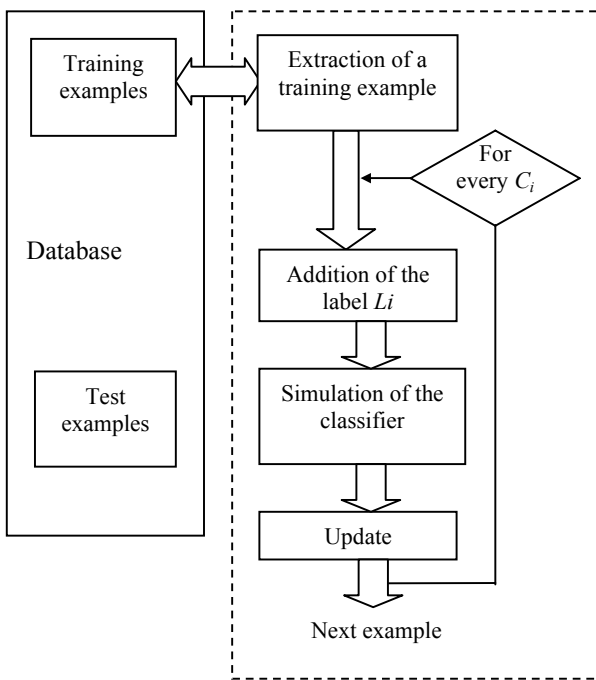 Training
examples
Database
Test
examples
Extraction of a
training example
For
every C_i
Addition of the
label Li
Simulation of the
classifier
Update
Next example